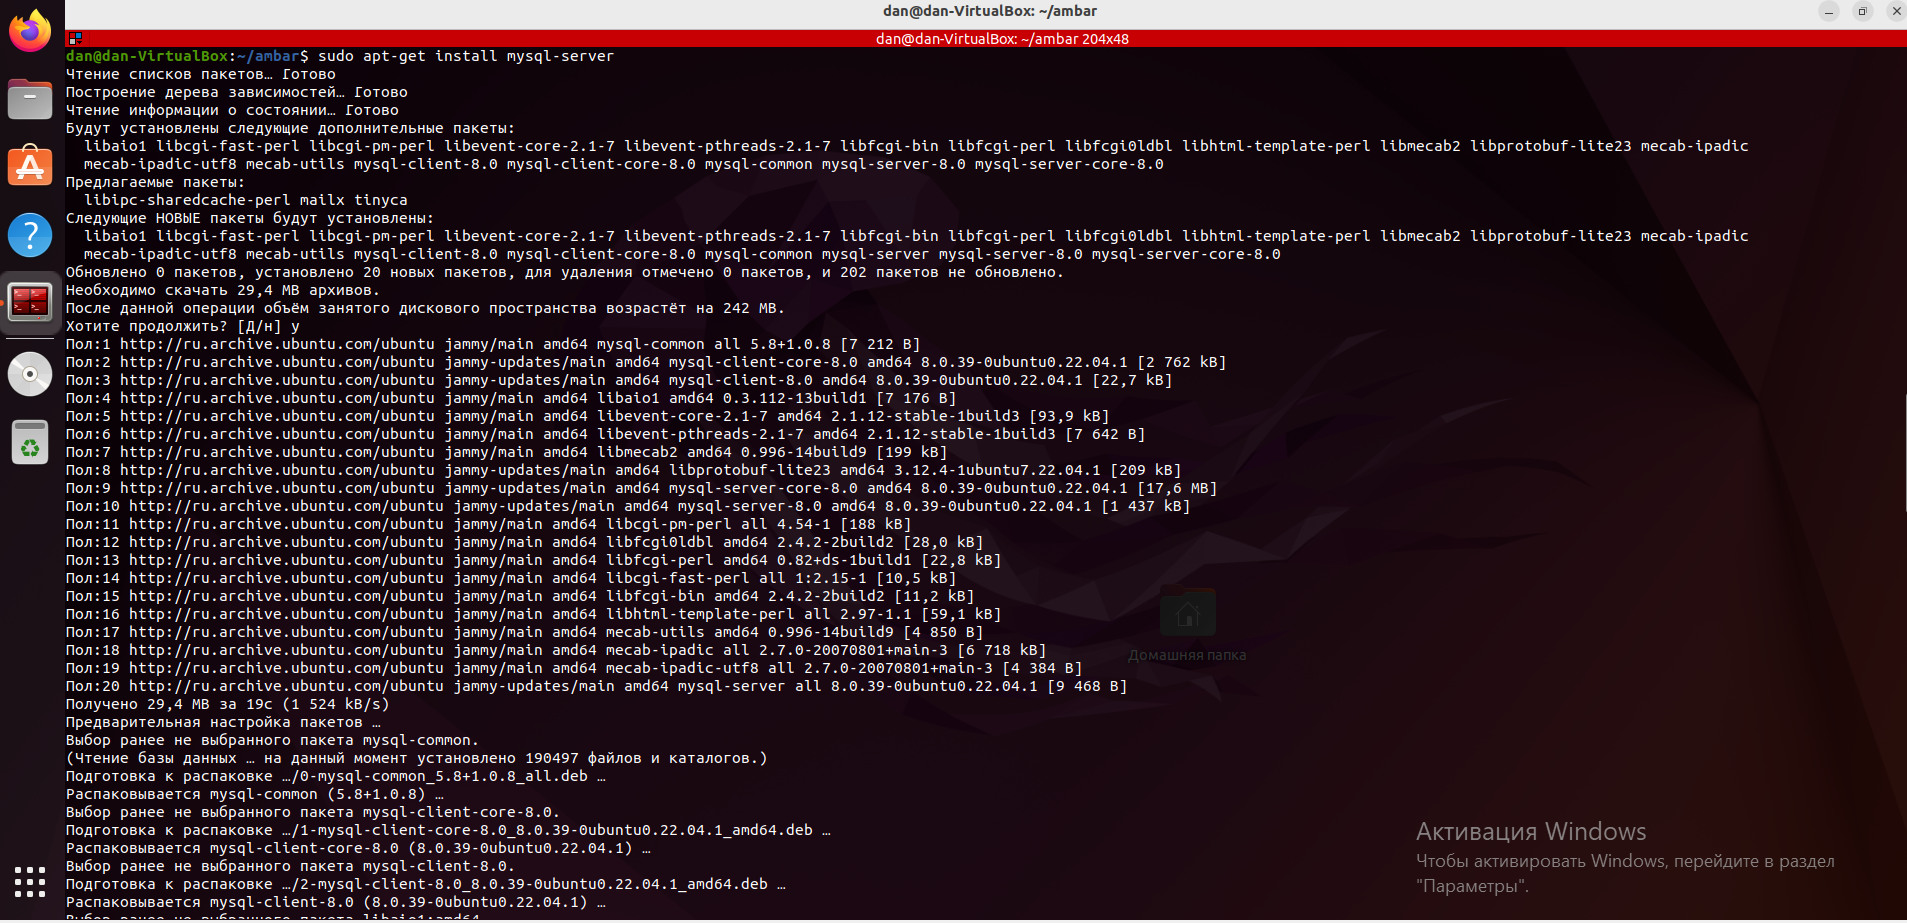 dan@dan-VirtualBox: ~/ambar
dan@dan-VirtualBox: ~/ambar 204x48
dan@dan-VirtualBox:~/ambar$ sudo apt-get install mysql-server
Чтение списков пакетов… Готово
Построение дерева зависимостей… Готово
Чтение информации о состоянии… Готово
Будут установлены следующие дополнительные пакеты:
  libaio1 libcgi-fast-perl libcgi-pm-perl libevent-core-2.1-7 libevent-pthreads-2.1-7 libfcgi-bin libfcgi-perl libfcgi0ldbl libhtml-template-perl libmecab2 libprotobuf-lite23 mecab-ipadic
  mecab-ipadic-utf8 mecab-utils mysql-client-8.0 mysql-client-core-8.0 mysql-common mysql-server-8.0 mysql-server-core-8.0
Предлагаемые пакеты:
  libipc-sharedcache-perl mailx tinyca
Следующие НОВЫЕ пакеты будут установлены:
  libaio1 libcgi-fast-perl libcgi-pm-perl libevent-core-2.1-7 libevent-pthreads-2.1-7 libfcgi-bin libfcgi-perl libfcgi0ldbl libhtml-template-perl libmecab2 libprotobuf-lite23 mecab-ipadic
  mecab-ipadic-utf8 mecab-utils mysql-client-8.0 mysql-client-core-8.0 mysql-common mysql-server mysql-server-8.0 mysql-server-core-8.0
Обновлено 0 пакетов, установлено 20 новых пакетов, для удаления отмечено 0 пакетов, и 202 пакетов не обновлено.
Необходимо скачать 29,4 MB архивов.
После данной операции объём занятого дискового пространства возрастёт на 242 MB.
Хотите продолжить? [Д/н] y
Пол:1 http://ru.archive.ubuntu.com/ubuntu jammy/main amd64 mysql-common all 5.8+1.0.8 [7 212 B]
Пол:2 http://ru.archive.ubuntu.com/ubuntu jammy-updates/main amd64 mysql-client-core-8.0 amd64 8.0.39-0ubuntu0.22.04.1 [2 762 kB]
Пол:3 http://ru.archive.ubuntu.com/ubuntu jammy-updates/main amd64 mysql-client-8.0 amd64 8.0.39-0ubuntu0.22.04.1 [22,7 kB]
Пол:4 http://ru.archive.ubuntu.com/ubuntu jammy/main amd64 libaio1 amd64 0.3.112-13build1 [7 176 B]
Пол:5 http://ru.archive.ubuntu.com/ubuntu jammy/main amd64 libevent-core-2.1-7 amd64 2.1.12-stable-1build3 [93,9 kB]
Пол:6 http://ru.archive.ubuntu.com/ubuntu jammy/main amd64 libevent-pthreads-2.1-7 amd64 2.1.12-stable-1build3 [7 642 B]
Пол:7 http://ru.archive.ubuntu.com/ubuntu jammy/main amd64 libmecab2 amd64 0.996-14build9 [199 kB]
Пол:8 http://ru.archive.ubuntu.com/ubuntu jammy-updates/main amd64 libprotobuf-lite23 amd64 3.12.4-1ubuntu7.22.04.1 [209 kB]
Пол:9 http://ru.archive.ubuntu.com/ubuntu jammy-updates/main amd64 mysql-server-core-8.0 amd64 8.0.39-0ubuntu0.22.04.1 [17,6 MB]
Пол:10 http://ru.archive.ubuntu.com/ubuntu jammy-updates/main amd64 mysql-server-8.0 amd64 8.0.39-0ubuntu0.22.04.1 [1 437 kB]
Пол:11 http://ru.archive.ubuntu.com/ubuntu jammy/main amd64 libcgi-pm-perl all 4.54-1 [188 kB]
Пол:12 http://ru.archive.ubuntu.com/ubuntu jammy/main amd64 libfcgi0ldbl amd64 2.4.2-2build2 [28,0 kB]
Пол:13 http://ru.archive.ubuntu.com/ubuntu jammy/main amd64 libfcgi-perl amd64 0.82+ds-1build1 [22,8 kB]
Пол:14 http://ru.archive.ubuntu.com/ubuntu jammy/main amd64 libcgi-fast-perl all 1:2.15-1 [10,5 kB]
Пол:15 http://ru.archive.ubuntu.com/ubuntu jammy/main amd64 libfcgi-bin amd64 2.4.2-2build2 [11,2 kB]
Пол:16 http://ru.archive.ubuntu.com/ubuntu jammy/main amd64 libhtml-template-perl all 2.97-1.1 [59,1 kB]
Пол:17 http://ru.archive.ubuntu.com/ubuntu jammy/main amd64 mecab-utils amd64 0.996-14build9 [4 850 B]
Пол:18 http://ru.archive.ubuntu.com/ubuntu jammy/main amd64 mecab-ipadic all 2.7.0-20070801+main-3 [6 718 kB]
Пол:19 http://ru.archive.ubuntu.com/ubuntu jammy/main amd64 mecab-ipadic-utf8 all 2.7.0-20070801+main-3 [4 384 B]
Пол:20 http://ru.archive.ubuntu.com/ubuntu jammy-updates/main amd64 mysql-server all 8.0.39-0ubuntu0.22.04.1 [9 468 B]
Получено 29,4 MB за 19с (1 524 kB/s)
Предварительная настройка пакетов …
Выбор ранее не выбранного пакета mysql-common.
(Чтение базы данных … на данный момент установлено 190497 файлов и каталогов.)
Подготовка к распаковке …/0-mysql-common_5.8+1.0.8_all.deb …
Распаковывается mysql-common (5.8+1.0.8) …
Выбор ранее не выбранного пакета mysql-client-core-8.0.
Подготовка к распаковке …/1-mysql-client-core-8.0_8.0.39-0ubuntu0.22.04.1_amd64.deb …
Распаковывается mysql-client-core-8.0 (8.0.39-0ubuntu0.22.04.1) …
Выбор ранее не выбранного пакета mysql-client-8.0.
Подготовка к распаковке …/2-mysql-client-8.0_8.0.39-0ubuntu0.22.04.1_amd64.deb …
Распаковывается mysql-client-8.0 (8.0.39-0ubuntu0.22.04.1) …
Выбор ранее не выбранного пакета libaio1:amd64.
Домашняя папка
Активация Windows
Чтобы активировать Windows, перейдите в раздел
"Параметры".